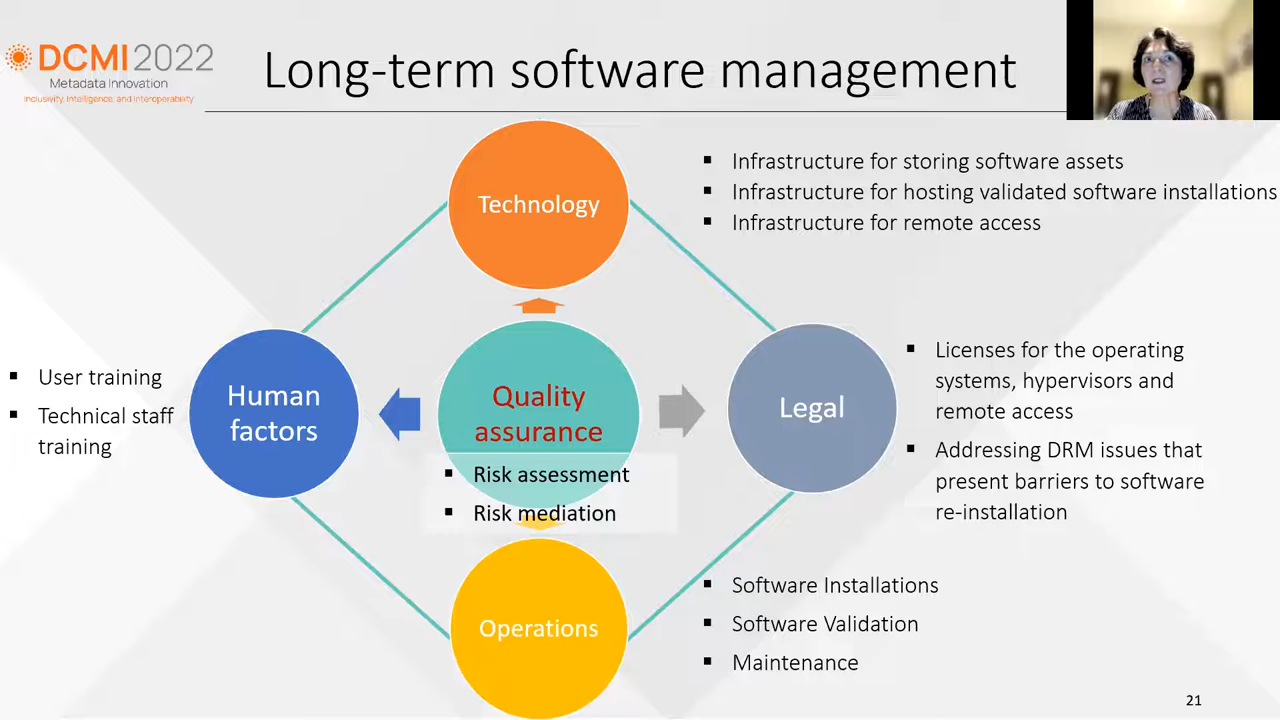 DCMI2022
Metadata Innovation
Inclusivity, Intelligence, and Interoperability
Long-term software management
Technology
▪ Infrastructure for storing software assets
▪ Infrastructure for hosting validated software installations
▪ Infrastructure for remote access
▪ User training
▪ Technical staff
training
Human
factors
Quality
assurance
▪ Risk assessment
▪ Risk mediation
Legal
▪ Licenses for the operating
systems, hypervisors and
remote access
▪ Addressing DRM issues that
present barriers to software
re-installation
Operations
▪ Software Installations
▪ Software Validation
▪ Maintenance
21